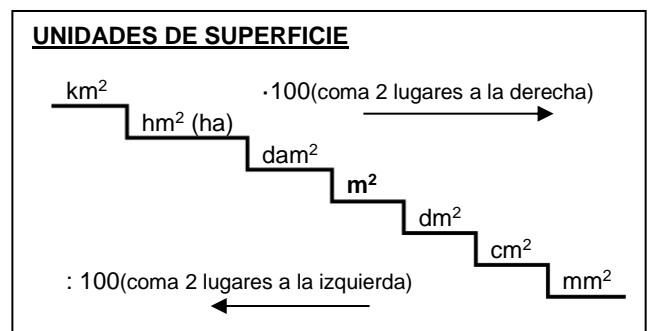 UNIDADES DE SUPERFICIE
km²
·100(coma 2 lugares a la derecha)
hm² (ha)
dam²
m²
dm²
cm²
: 100(coma 2 lugares a la izquierda)
mm²